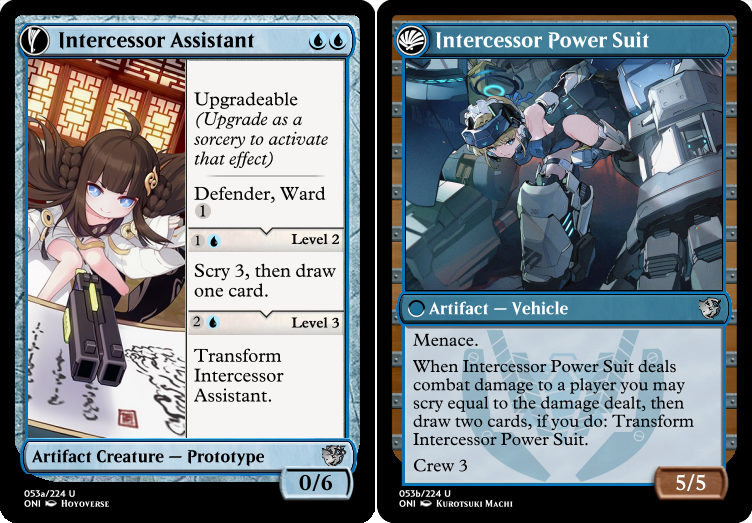 Intercessor Assistant
Upgradeable
(Upgrade as a
sorcery to activate
that effect)
Defender, Ward
1
1 Level 2
Scry 3, then draw
one card.
2 Level 3
Transform
Intercessor
Assistant.
Artifact Creature — Prototype
0/6
053a/224 U
ONI Hoyoverse
Intercessor Power Suit
Artifact — Vehicle
Menace.
When Intercessor Power Suit deals
combat damage to a player you may
scry equal to the damage dealt, then
draw two cards, if you do: Transform
Intercessor Power Suit.
Crew 3
5/5
053b/224 U
ONI Kurotsuki Machi